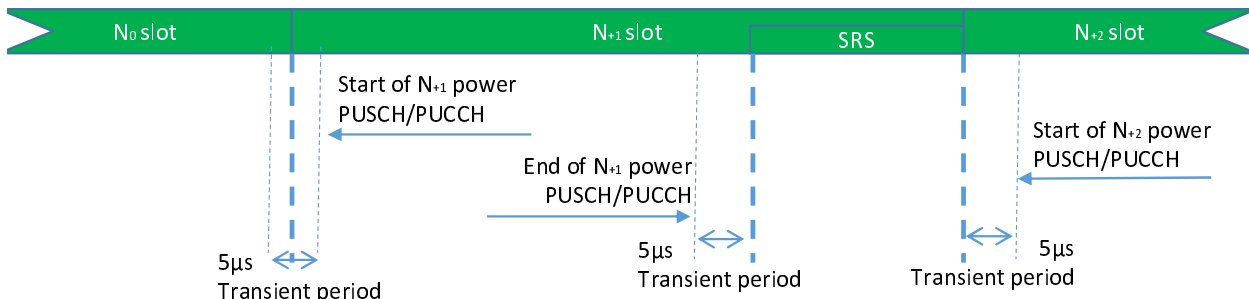 N₀ slot
N₊₁ slot
SRS
N₊₂ slot
Start of N₊₁ power
PUSCH/PUCCH
Start of N₊₂ power
PUSCH/PUCCH
End of N₊₁ power
PUSCH/PUCCH
5µs
Transient period
5µs
Transient period
5µs
Transient period